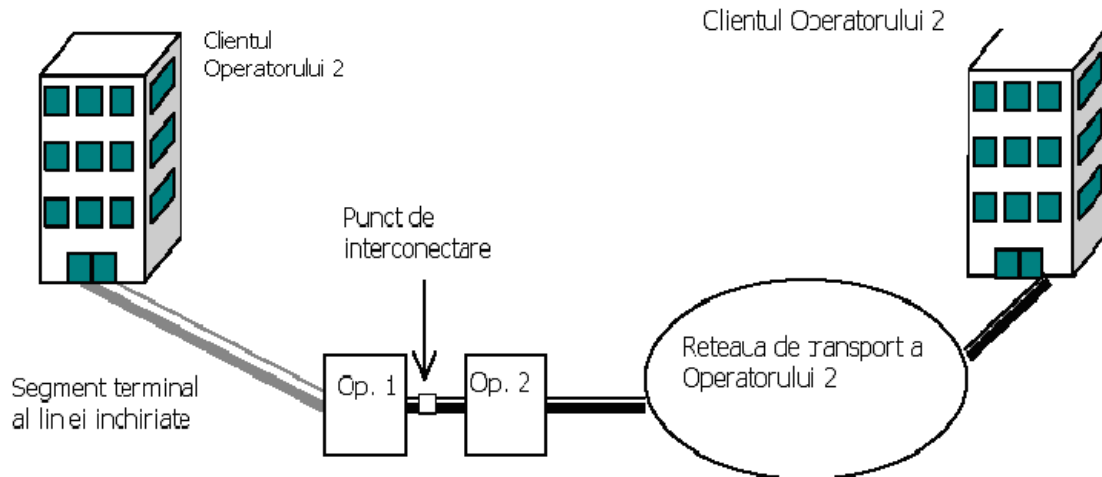 Clientul
Operatorului 2
Clientul Operatorului 2
Punct de
interconectare
Segment terminal
al liniei inchiriate
Op. 1
Op. 2
Reteaua de transport a
Operatorului 2